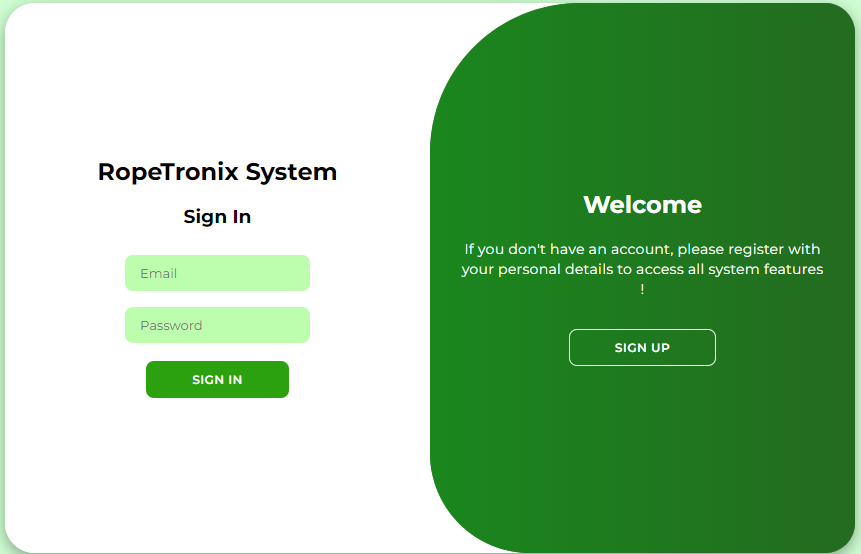 RopeTronix System
Sign In
Email
Password
SIGN IN
Welcome
If you don't have an account, please register with
your personal details to access all system features
!
SIGN UP